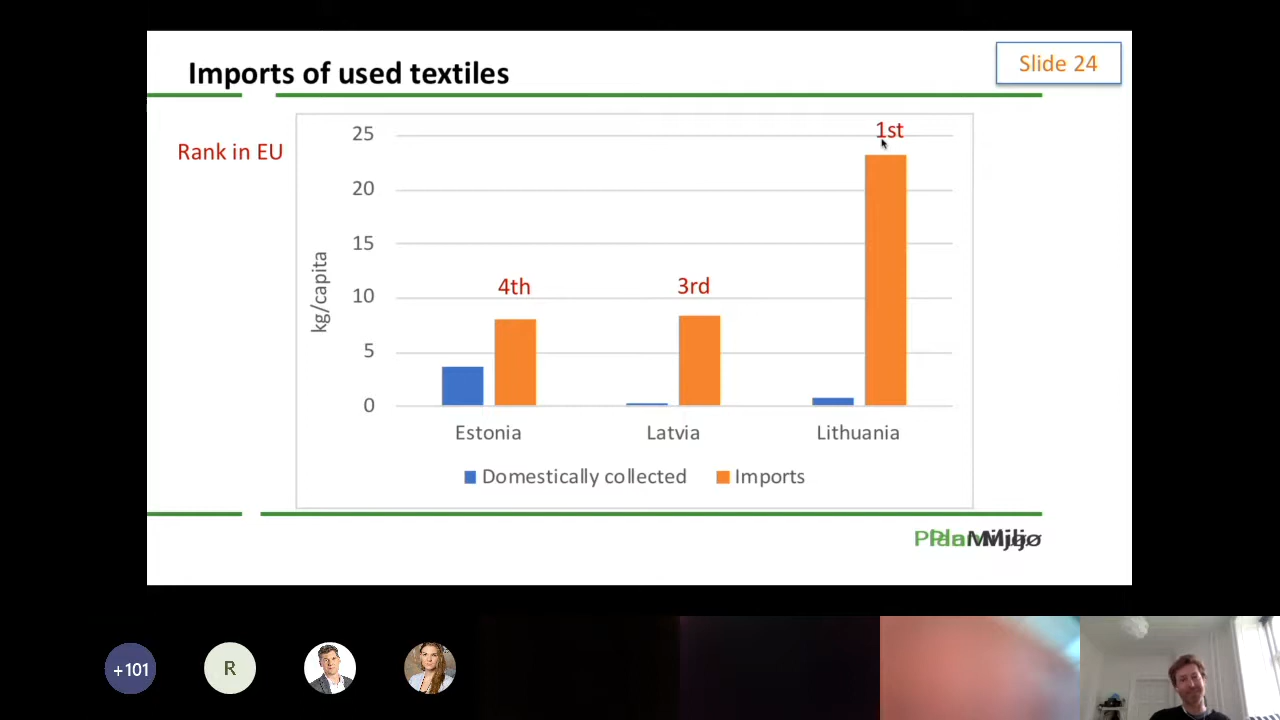 Imports of used textiles
Slide 24
Rank in EU
25
20
15
10
5
0
kg/capita
4th
3rd
1st
Estonia
Latvia
Lithuania
Domestically collected
Imports
PlanMiljø
+101
R